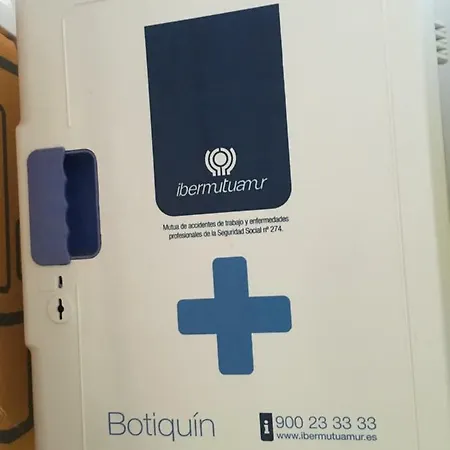 ibermutuamur
Mutua de accidentes de trabajo y enfermedades
profesionales de la Seguridad Social nº 274.
Botiquín
i 900 23 33 33
www.ibermutuamur.es